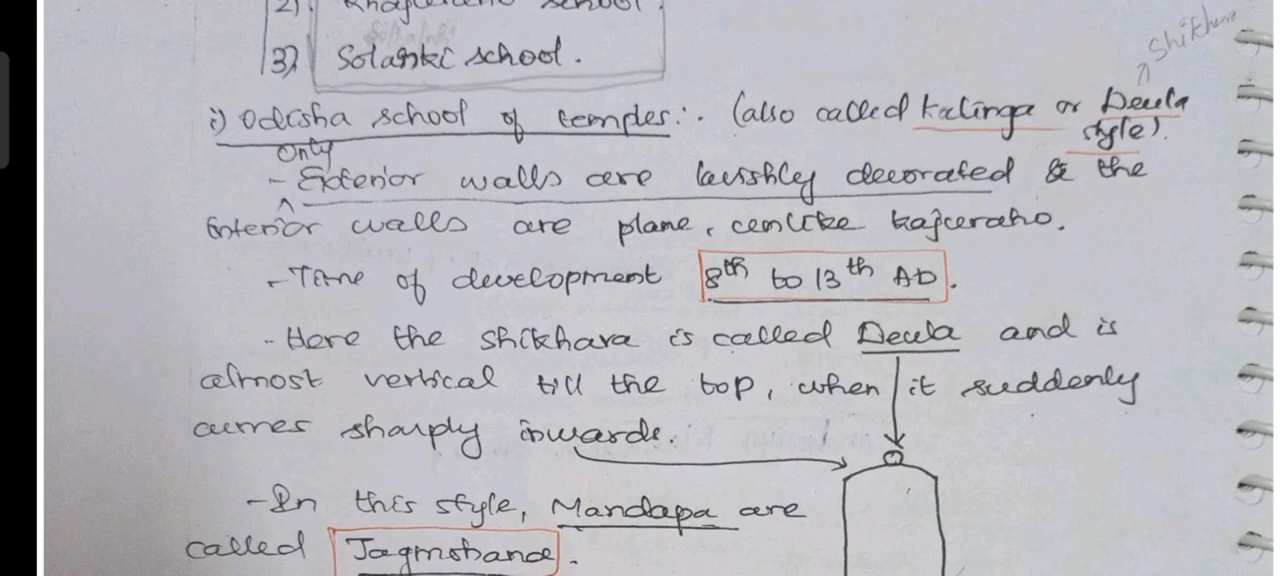 2) Khajuraho school.
3) Solanki school.
Shikhara
i) Odisha school of temples:. (also called Kalinga or Deula
style).
Only
- Exterior walls are lavishly decorated & the
interior walls are plane, unlike kajuraho.
- Time of development 8th to 13th AD.
- Here the shikhara is called Deula and is
almost vertical till the top, when it suddenly
curves sharply inwards.
- In this style, Mandapa are
called Jagmohana.